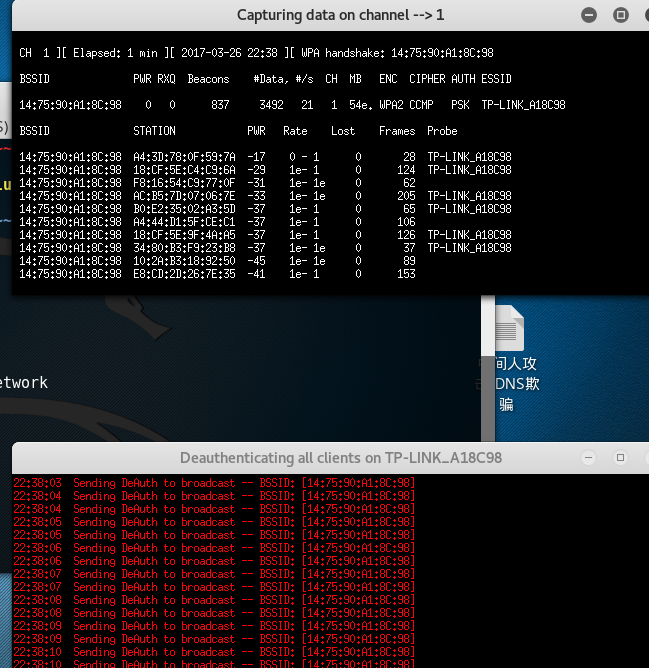 Capturing data on channel --> 1
CH  1 ][ Elapsed: 1 min ][ 2017-03-26 22:38 ][ WPA handshake: 14:75:90:A1:8C:98
BSSID              PWR RXQ  Beacons    #Data, #/s  CH  MB   ENC  CIPHER AUTH ESSID
14:75:90:A1:8C:98    0   0      837     3492   21   1  54e. WPA2 CCMP   PSK  TP-LINK_A18C98
BSSID              STATION            PWR   Rate    Lost    Frames  Probe
14:75:90:A1:8C:98  A4:3D:78:0F:59:7A  -17    0 - 1      0       28  TP-LINK_A18C98
14:75:90:A1:8C:98  18:CF:5E:C4:C9:6A  -29    1e- 1      0      124  TP-LINK_A18C98
14:75:90:A1:8C:98  F8:16:54:C9:77:0F  -31    1e- 1e     0       62
14:75:90:A1:8C:98  AC:B5:7D:07:06:7E  -33    1e- 1e     0      205  TP-LINK_A18C98
14:75:90:A1:8C:98  B0:E2:35:02:A3:5D  -37    1e- 1      0       65  TP-LINK_A18C98
14:75:90:A1:8C:98  A4:44:D1:5F:CE:C1  -37    1e- 1      0      106
14:75:90:A1:8C:98  18:CF:5E:9F:4A:A5  -37    1e- 1      0      126  TP-LINK_A18C98
14:75:90:A1:8C:98  34:80:B3:F9:23:B8  -37    1e- 1e     0       37  TP-LINK_A18C98
14:75:90:A1:8C:98  10:2A:B3:18:92:50  -45    1e- 1e     0       89
14:75:90:A1:8C:98  E8:CD:2D:26:7E:35  -41    1e- 1      0      153
S)
lu
etwork
间人攻
DNS欺
骗
Deauthenticating all clients on TP-LINK_A18C98
22:38:03  Sending DeAuth to broadcast -- BSSID: [14:75:90:A1:8C:98]
22:38:04  Sending DeAuth to broadcast -- BSSID: [14:75:90:A1:8C:98]
22:38:04  Sending DeAuth to broadcast -- BSSID: [14:75:90:A1:8C:98]
22:38:05  Sending DeAuth to broadcast -- BSSID: [14:75:90:A1:8C:98]
22:38:05  Sending DeAuth to broadcast -- BSSID: [14:75:90:A1:8C:98]
22:38:06  Sending DeAuth to broadcast -- BSSID: [14:75:90:A1:8C:98]
22:38:06  Sending DeAuth to broadcast -- BSSID: [14:75:90:A1:8C:98]
22:38:07  Sending DeAuth to broadcast -- BSSID: [14:75:90:A1:8C:98]
22:38:07  Sending DeAuth to broadcast -- BSSID: [14:75:90:A1:8C:98]
22:38:08  Sending DeAuth to broadcast -- BSSID: [14:75:90:A1:8C:98]
22:38:08  Sending DeAuth to broadcast -- BSSID: [14:75:90:A1:8C:98]
22:38:09  Sending DeAuth to broadcast -- BSSID: [14:75:90:A1:8C:98]
22:38:09  Sending DeAuth to broadcast -- BSSID: [14:75:90:A1:8C:98]
22:38:10  Sending DeAuth to broadcast -- BSSID: [14:75:90:A1:8C:98]
22:38:10  Sending DeAuth to broadcast -- BSSID: [14:75:90:A1:8C:98]